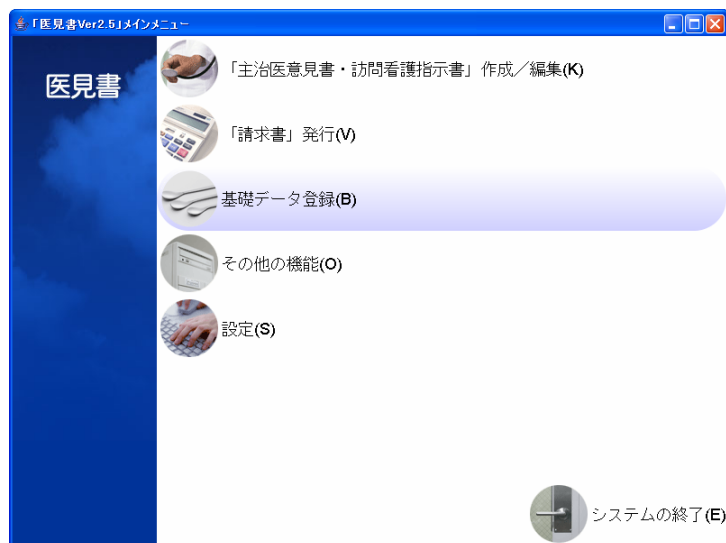 「医見書Ver2.5」メインメニュー
医見書
「主治医意見書・訪問看護指示書」作成／編集(K)
「請求書」発行(V)
基礎データ登録(B)
その他の機能(O)
設定(S)
システムの終了(E)